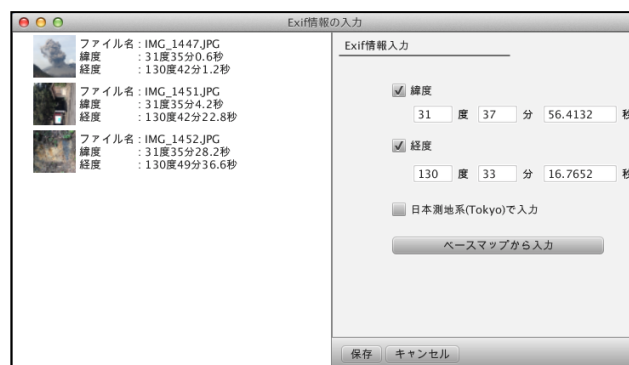 Exif情報の入力
ファイル名 : IMG_1447.JPG
緯度 : 31度35分0.6秒
経度 : 130度42分1.2秒
ファイル名 : IMG_1451.JPG
緯度 : 31度35分4.2秒
経度 : 130度42分22.8秒
ファイル名 : IMG_1452.JPG
緯度 : 31度35分28.2秒
経度 : 130度49分36.6秒
Exif情報入力
緯度
31 度 37 分 56.4132 秒
経度
130 度 33 分 16.7652 秒
日本測地系(Tokyo)で入力
ベースマップから入力
保存 キャンセル